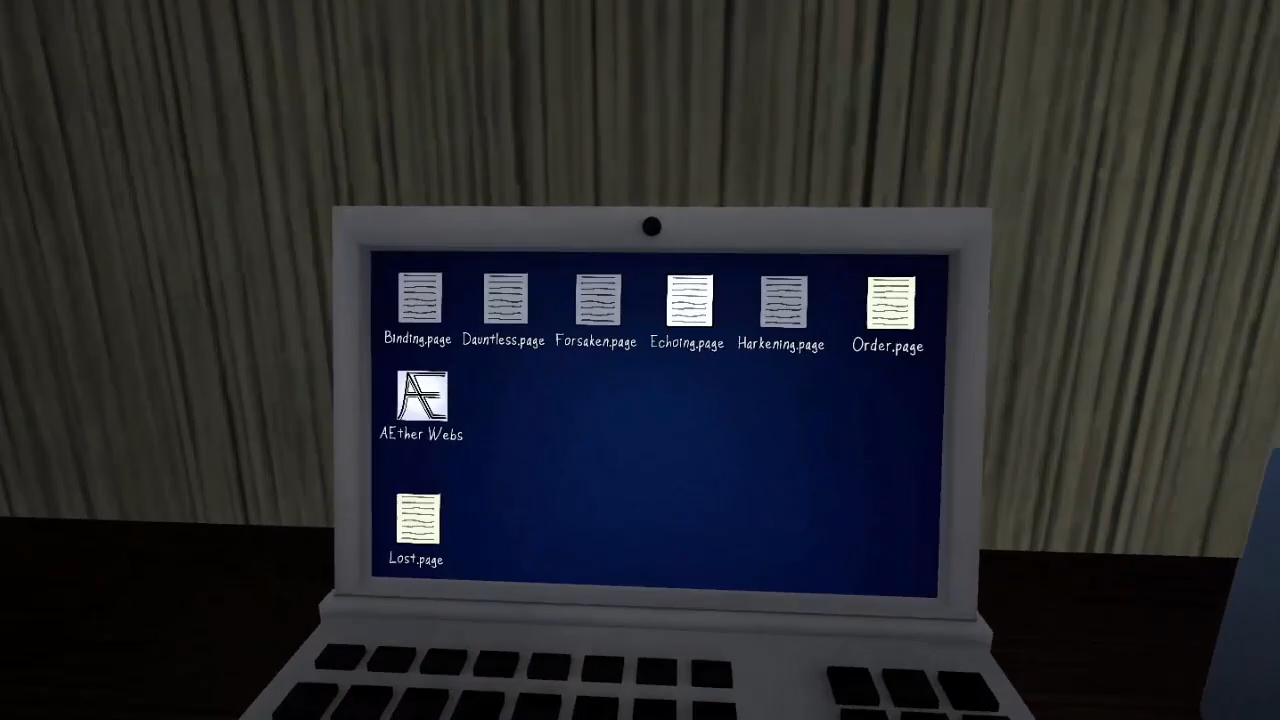 Binding.page Dauntless.page Forsaken.page Echoing.page Harkening.page Order.page
Æ
AEther Webs
Lost.page